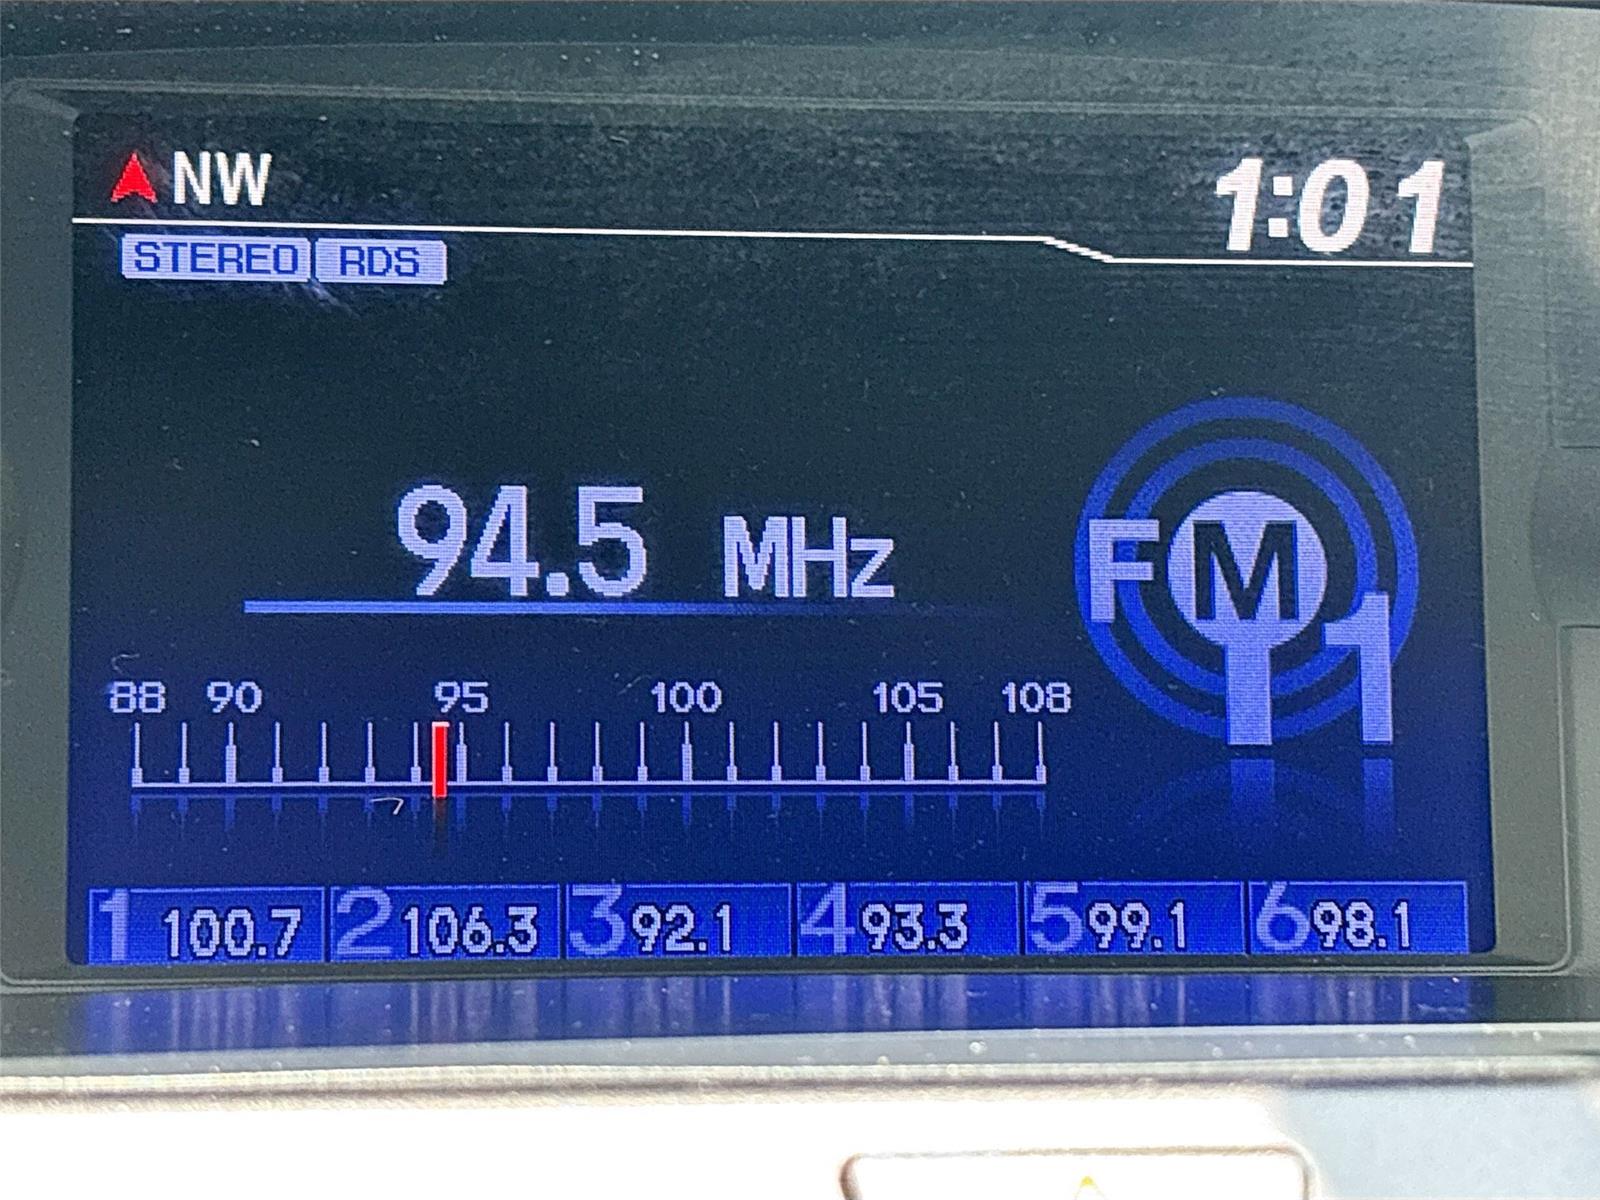 NW 1:01
STEREO RDS
94.5 MHz
FM1
88 90 95 100 105 108
1 100.7 2 106.3 3 92.1 4 93.3 5 99.1 6 98.1